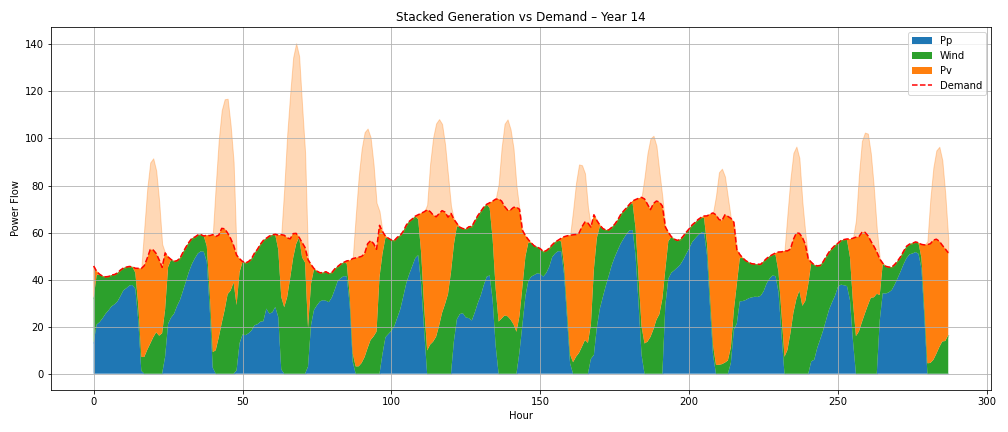 Stacked Generation vs Demand – Year 14
Pp
Wind
Pv
Demand
Power Flow
140
120
100
80
60
40
20
0
0 50 100 150 200 250 300
Hour